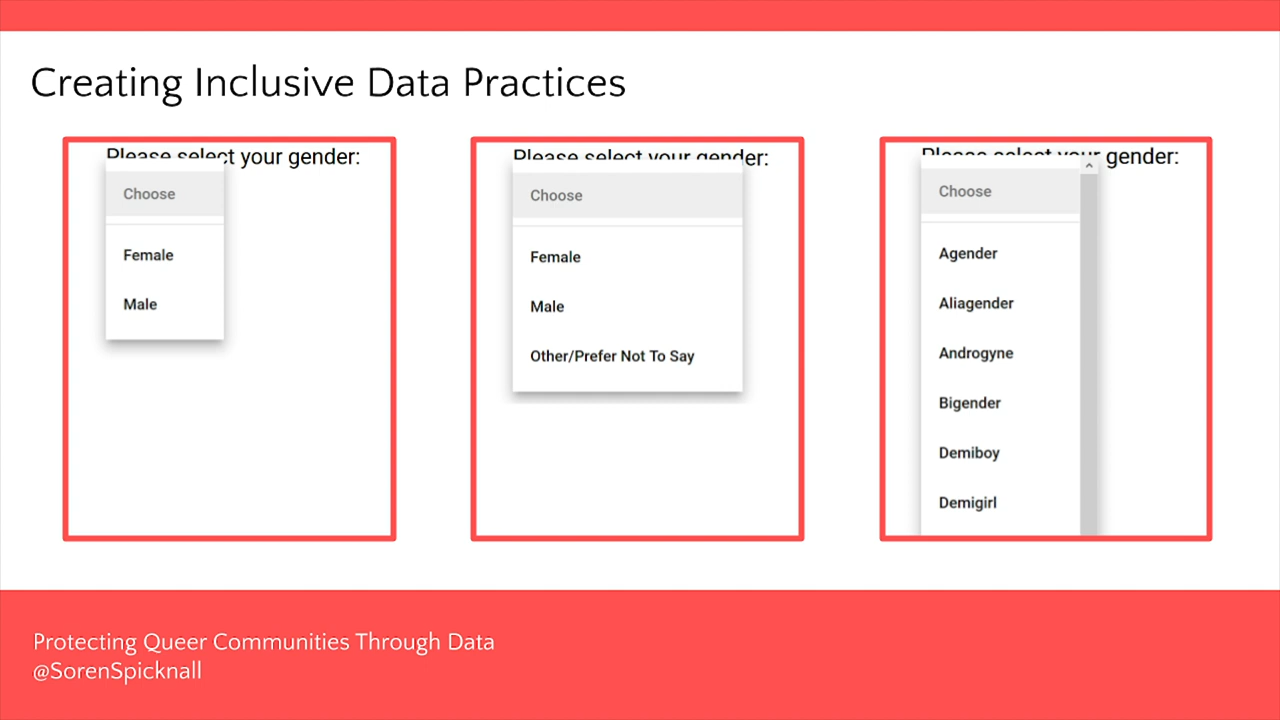 Creating Inclusive Data Practices
Please select your gender:
Choose
Female
Male
Please select your gender:
Choose
Female
Male
Other/Prefer Not To Say
Please select your gender:
Choose
Agender
Aliagender
Androgyne
Bigender
Demiboy
Demigirl
Protecting Queer Communities Through Data
@SorenSpicknall